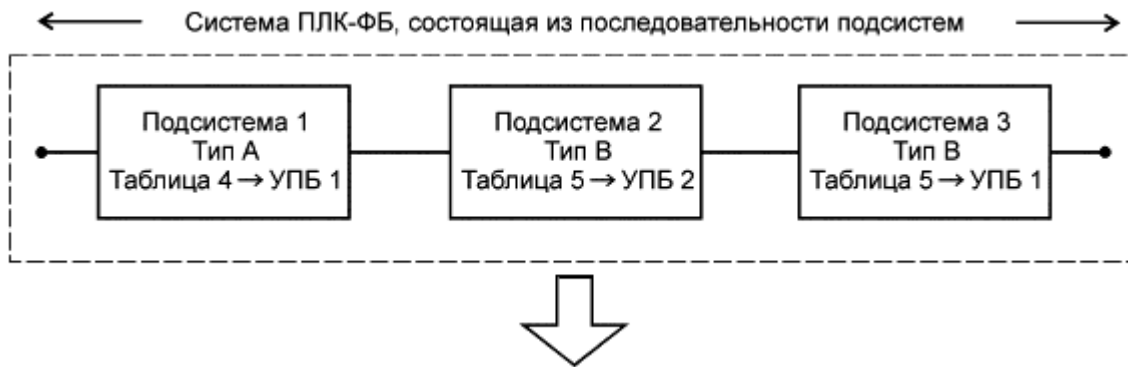 Система ПЛК-ФБ, состоящая из последовательности подсистем
Подсистема 1
Тип А
Таблица 4 → УПБ 1
Подсистема 2
Тип В
Таблица 5 → УПБ 2
Подсистема 3
Тип В
Таблица 5 → УПБ 1